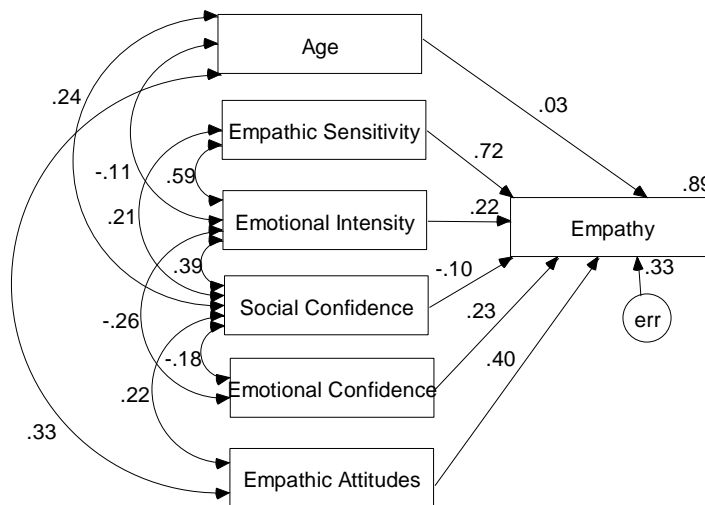 Age
.24
.03
Empathic Sensitivity
.72
-.11
.59
.89
.21
Emotional Intensity
.22
Empathy
.39
-.10
.33
Social Confidence
.23
err
-.26
-.18
.40
Emotional Confidence
.22
.33
Empathic Attitudes